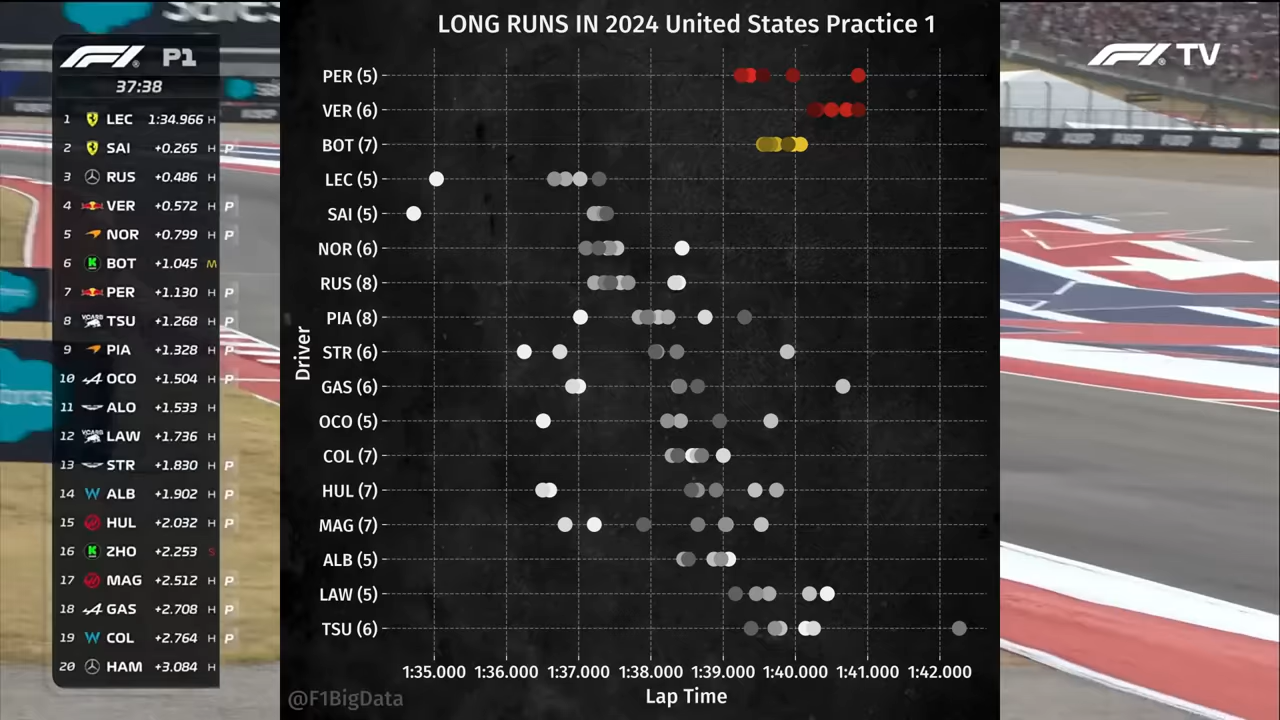 LONG RUNS IN 2024 United States Practice 1
F1 P1
37:38
1 LEC 1:34.966 H
2 SAI +0.265 H P
3 RUS +0.486 H
4 VER +0.572 H P
5 NOR +0.799 H P
6 BOT +1.045 M
7 PER +1.130 H P
8 TSU +1.268 H P
9 PIA +1.328 H P
10 OCO +1.504 H P
11 ALO +1.533 H
12 LAW +1.736 H
13 STR +1.830 H P
14 ALB +1.902 H P
15 HUL +2.032 H P
16 ZHO +2.253 S
17 MAG +2.512 H P
18 GAS +2.708 H P
19 COL +2.764 H P
20 HAM +3.084 H
Driver
PER (5)
VER (6)
BOT (7)
LEC (5)
SAI (5)
NOR (6)
RUS (8)
PIA (8)
STR (6)
GAS (6)
OCO (5)
COL (7)
HUL (7)
MAG (7)
ALB (5)
LAW (5)
TSU (6)
1:35.000 1:36.000 1:37.000 1:38.000 1:39.000 1:40.000 1:41.000 1:42.000
Lap Time
@F1BigData
F1 TV